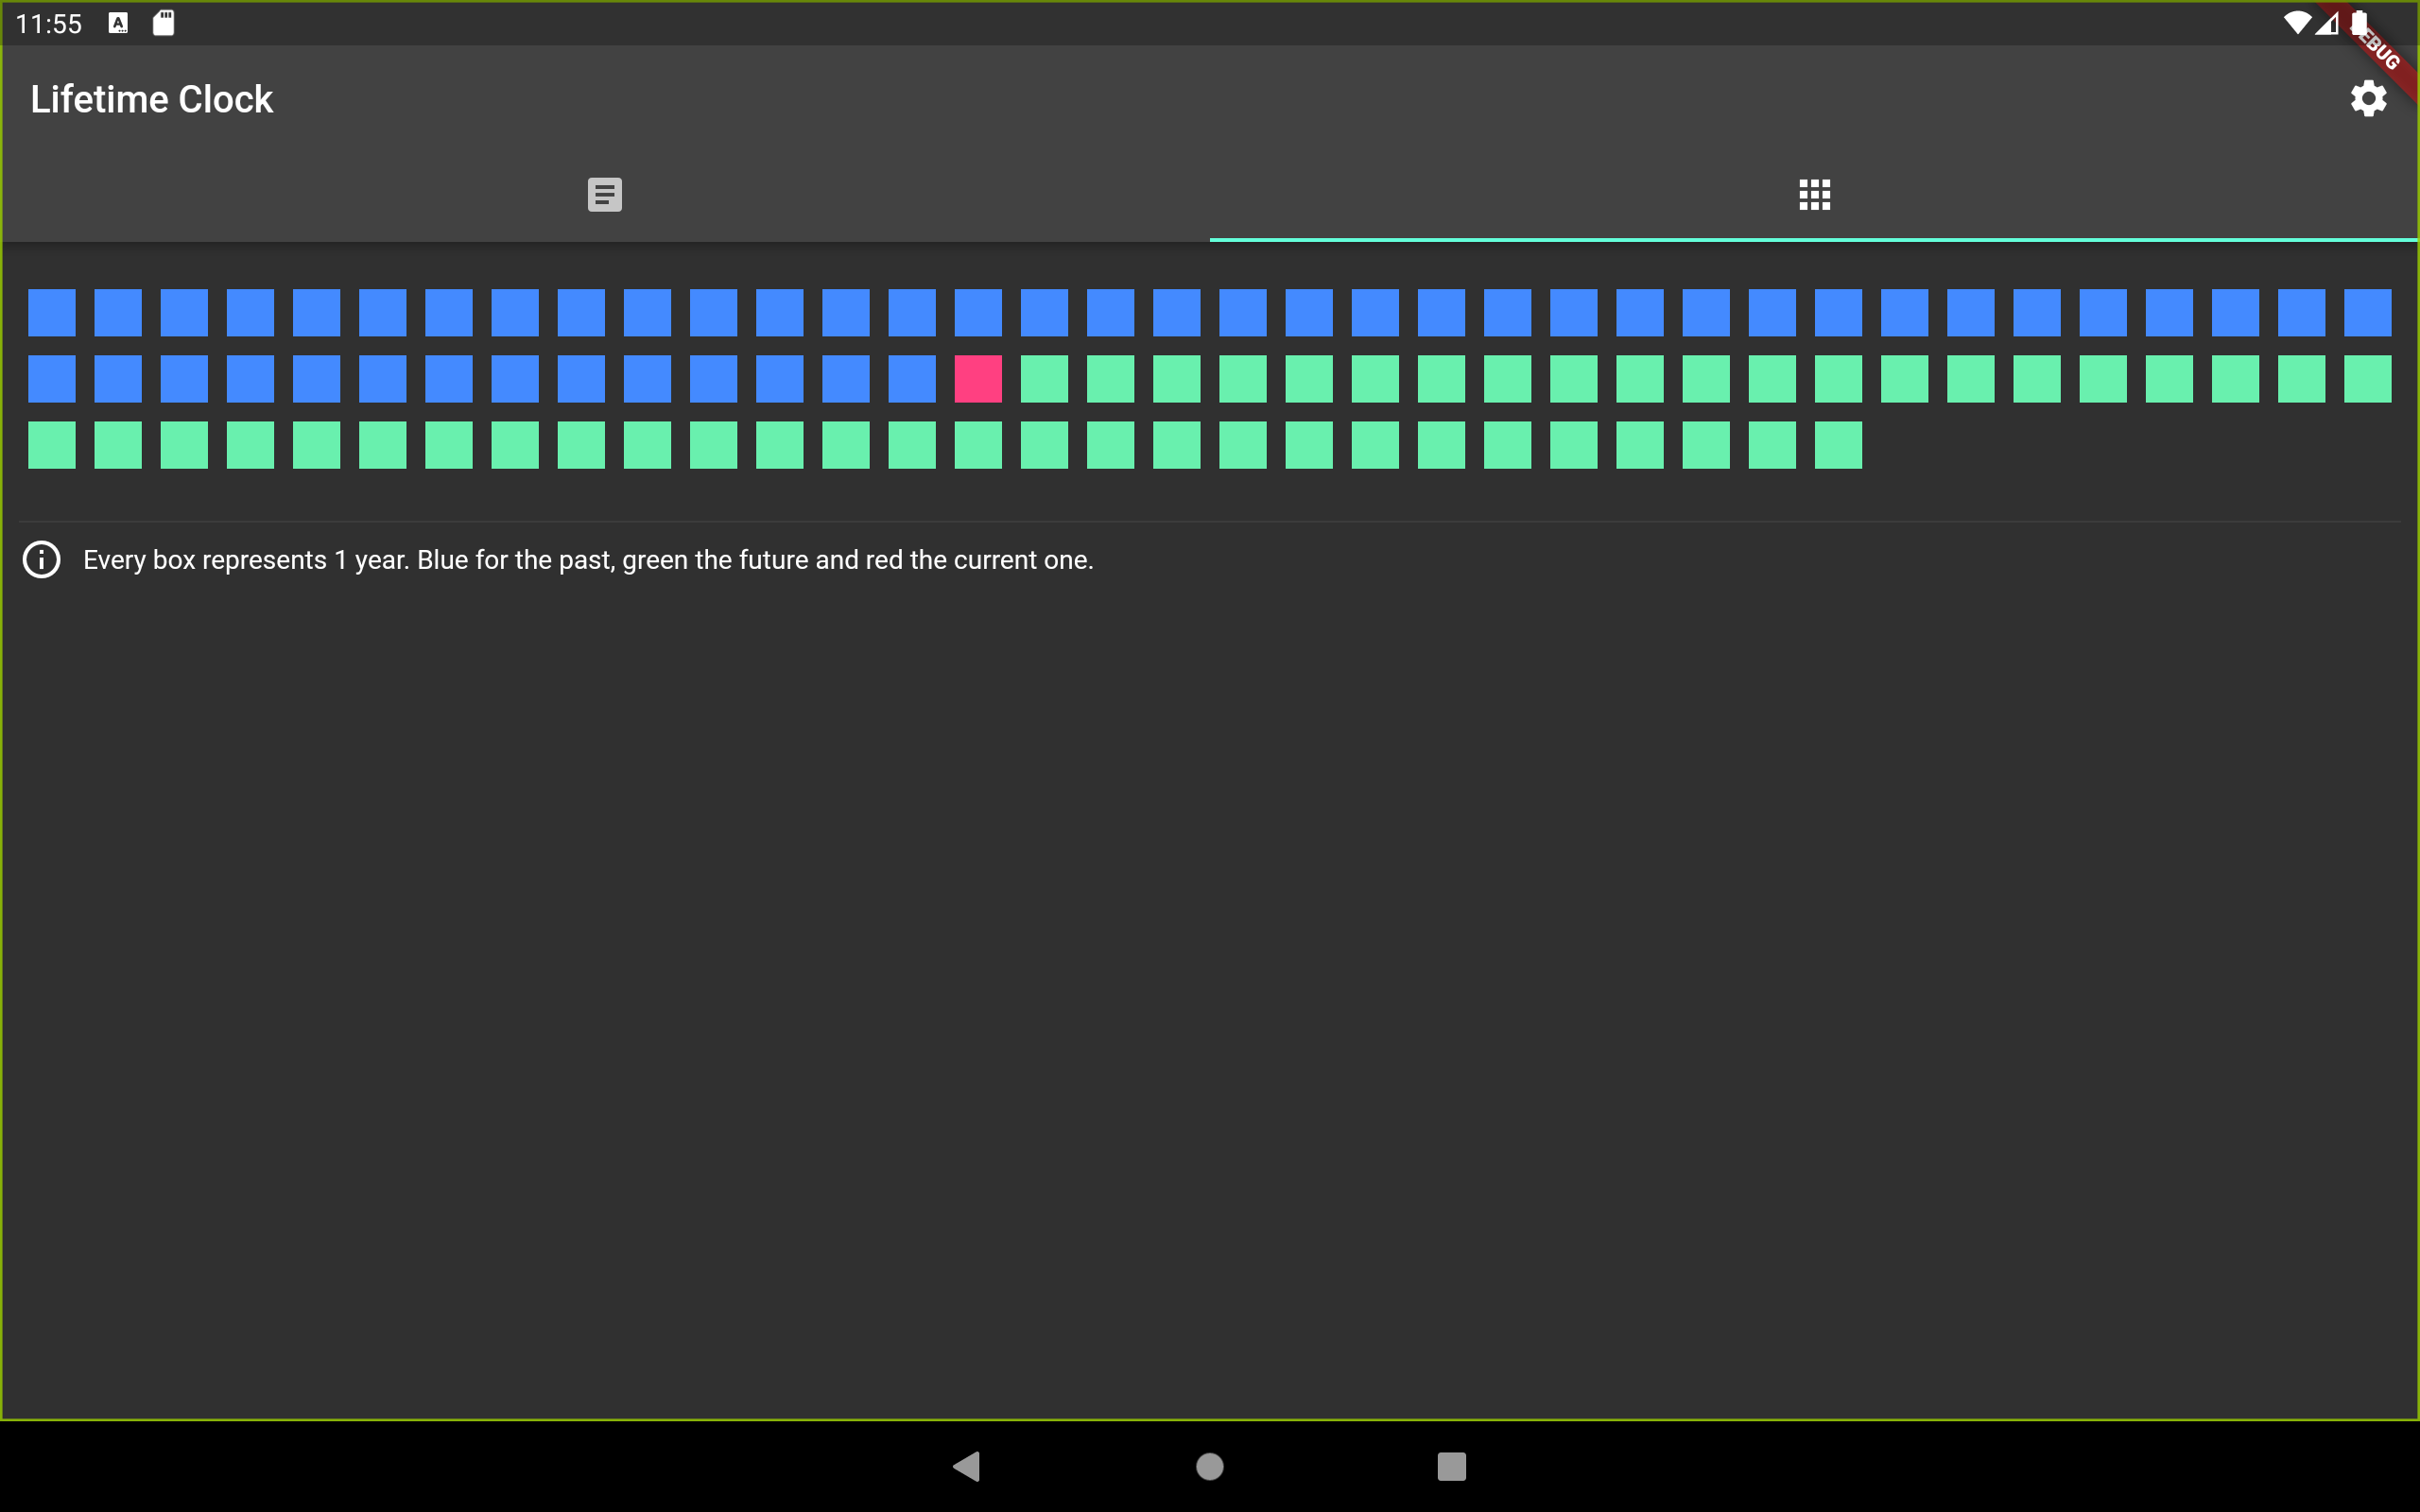 11:55
EBUG
Lifetime Clock
Every box represents 1 year. Blue for the past, green the future and red the current one.